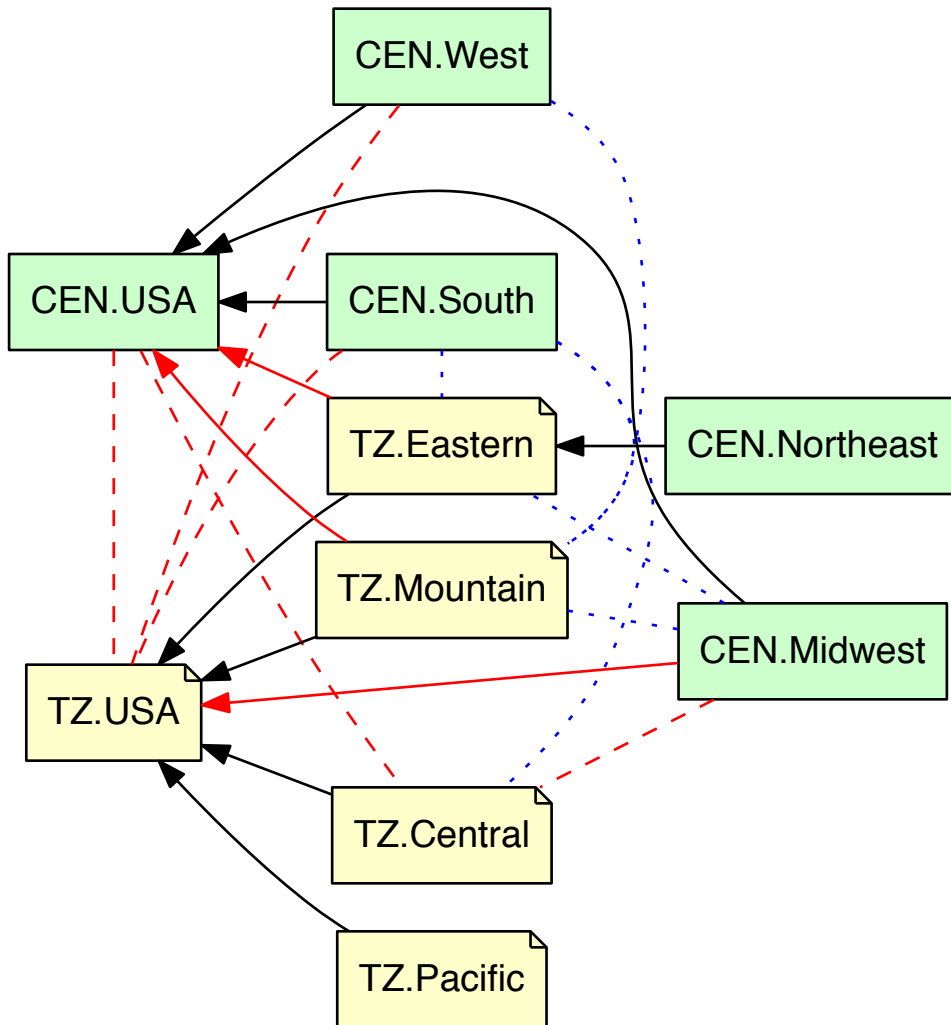 CEN.West
CEN.USA
CEN.South
TZ.Eastern
CEN.Northeast
TZ.Mountain
CEN.Midwest
TZ.USA
TZ.Central
TZ.Pacific